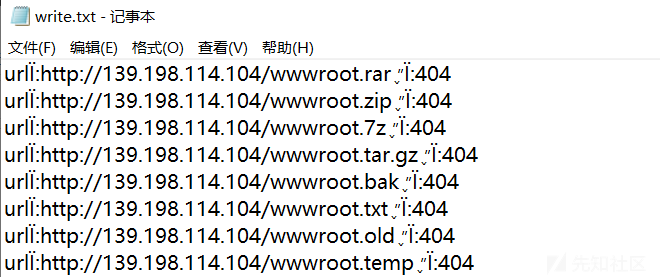 write.txt - 记事本
文件(F) 编辑(E) 格式(O) 查看(V) 帮助(H)
urlÏ:http://139.198.114.104/wwwroot.rar ˬ״Ï:404
urlÏ:http://139.198.114.104/wwwroot.zip ˬ״Ï:404
urlÏ:http://139.198.114.104/wwwroot.7z ˬ״Ï:404
urlÏ:http://139.198.114.104/wwwroot.tar.gz ˬ״Ï:404
urlÏ:http://139.198.114.104/wwwroot.bak ˬ״Ï:404
urlÏ:http://139.198.114.104/wwwroot.txt ˬ״Ï:404
urlÏ:http://139.198.114.104/wwwroot.old ˬ״Ï:404
urlÏ:http://139.198.114.104/wwwroot.temp ˬ״Ï:404
先知社区